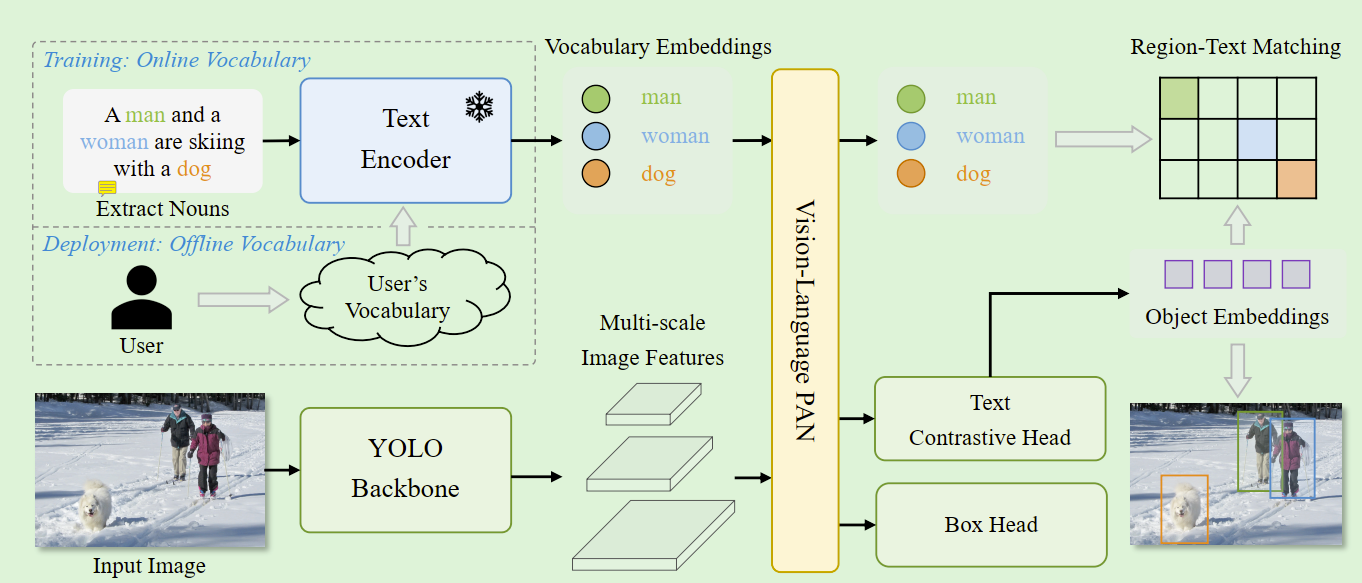 Training: Online Vocabulary
A man and a
woman are skiing
with a dog
Extract Nouns
Text
Encoder
Deployment: Offline Vocabulary
User
User's
Vocabulary
Vocabulary Embeddings
man
woman
dog
Input Image
YOLO
Backbone
Multi-scale
Image Features
Vision-Language PAN
man
woman
dog
Text
Contrastive Head
Box Head
Region-Text Matching
Object Embeddings